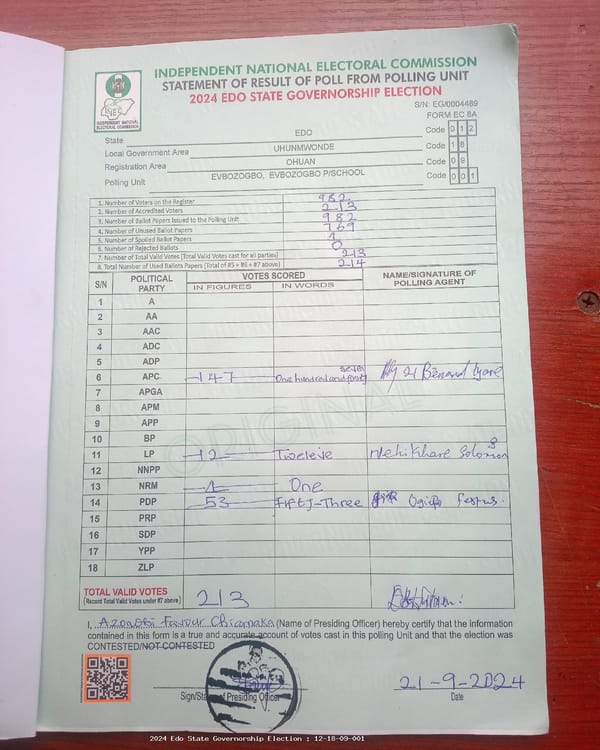 INDEPENDENT NATIONAL ELECTORAL COMMISSION
STATEMENT OF RESULT OF POLL FROM POLLING UNIT
2024 EDO STATE GOVERNORSHIP ELECTION
INEC
INDEPENDENT NATIONAL ELECTORAL COMMISSION
S/N: EG/0004489
FORM EC 8A
State EDO Code 0 1 2
Local Government Area UHUNMWONDE Code 1 8
Registration Area OHUAN Code 0 9
Polling Unit EVBOZOGBO, EVBOZOGBO P/SCHOOL Code 0 0 1
1. Number of Voters on the Register 982
2. Number of Accredited Voters 213
3. Number of Ballot Papers Issued to the Polling Unit 982
4. Number of Unused Ballot Papers 769
5. Number of Spoiled Ballot Papers 1
6. Number of Rejected Ballots 0
7. Number of Total Valid Votes (Total Valid Votes cast for all parties) 213
8. Total Number of Used Ballots Papers (Total of #5 + #6 + #7 above) 214
S/N POLITICAL PARTY VOTES SCORED NAME/SIGNATURE OF POLLING AGENT
IN FIGURES IN WORDS
1 A
2 AA
3 AAC
4 ADC
5 ADP
6 APC 147 One hundred and forty seven
7 APGA
8 APM
9 APP
10 BP
11 LP 12 Tweleve Solomon
12 NNPP
13 NRM 1 One
14 PDP 53 Fifty-Three Festus
15 PRP
16 SDP
17 YPP
18 ZLP
ORIGINAL
TOTAL VALID VOTES 213
(Record Total Valid Votes under #7 above)
I, Favour (Name of Presiding Officer) hereby certify that the information
contained in this form is a true and accurate account of votes cast in this polling Unit and that the election was
CONTESTED/NOT CONTESTED
21-9-2024
Sign/Stamp of Presiding Officer Date
2024 Edo State Governorship Election : 12-18-09-001